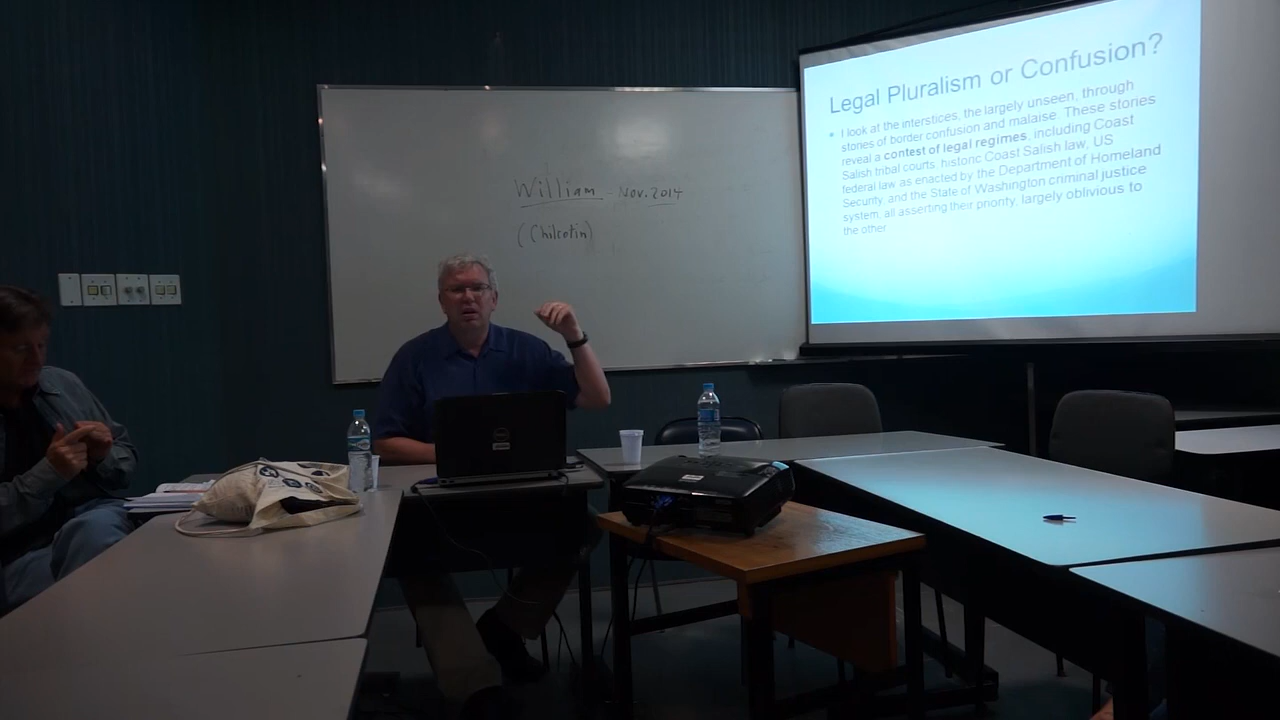 William - Nov. 2014
(Chilcotin)
Legal Pluralism or Confusion?
I look at the interstices, the largely unseen, through
stories of border confusion and malaise. These stories
reveal a contest of legal regimes, including Coast
Salish tribal courts, historic Coast Salish law, US
federal law as enacted by the Department of Homeland
Security, and the State of Washington criminal justice
system, all asserting their priority, largely oblivious to
the other